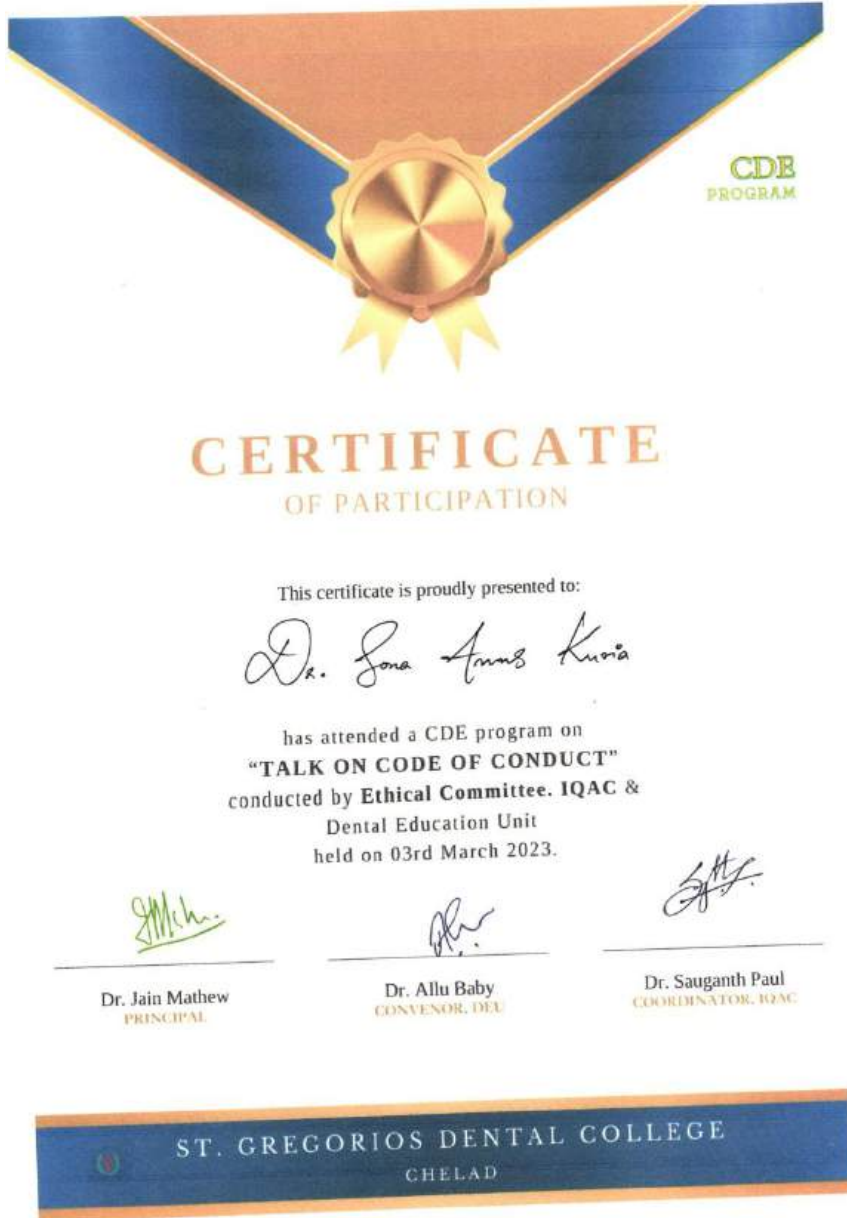 CDE
PROGRAM
CERTIFICATE
OF PARTICIPATION
This certificate is proudly presented to:
Dr. Sona Kuria
has attended a CDE program on
“TALK ON CODE OF CONDUCT”
conducted by Ethical Committee. IQAC &
Dental Education Unit
held on 03rd March 2023.
Dr. Jain Mathew
PRINCIPAL
Dr. Allu Baby
CONVENOR, DEU
Dr. Sauganth Paul
COORDINATOR, IQAC
ST. GREGORIOS DENTAL COLLEGE
CHELAD